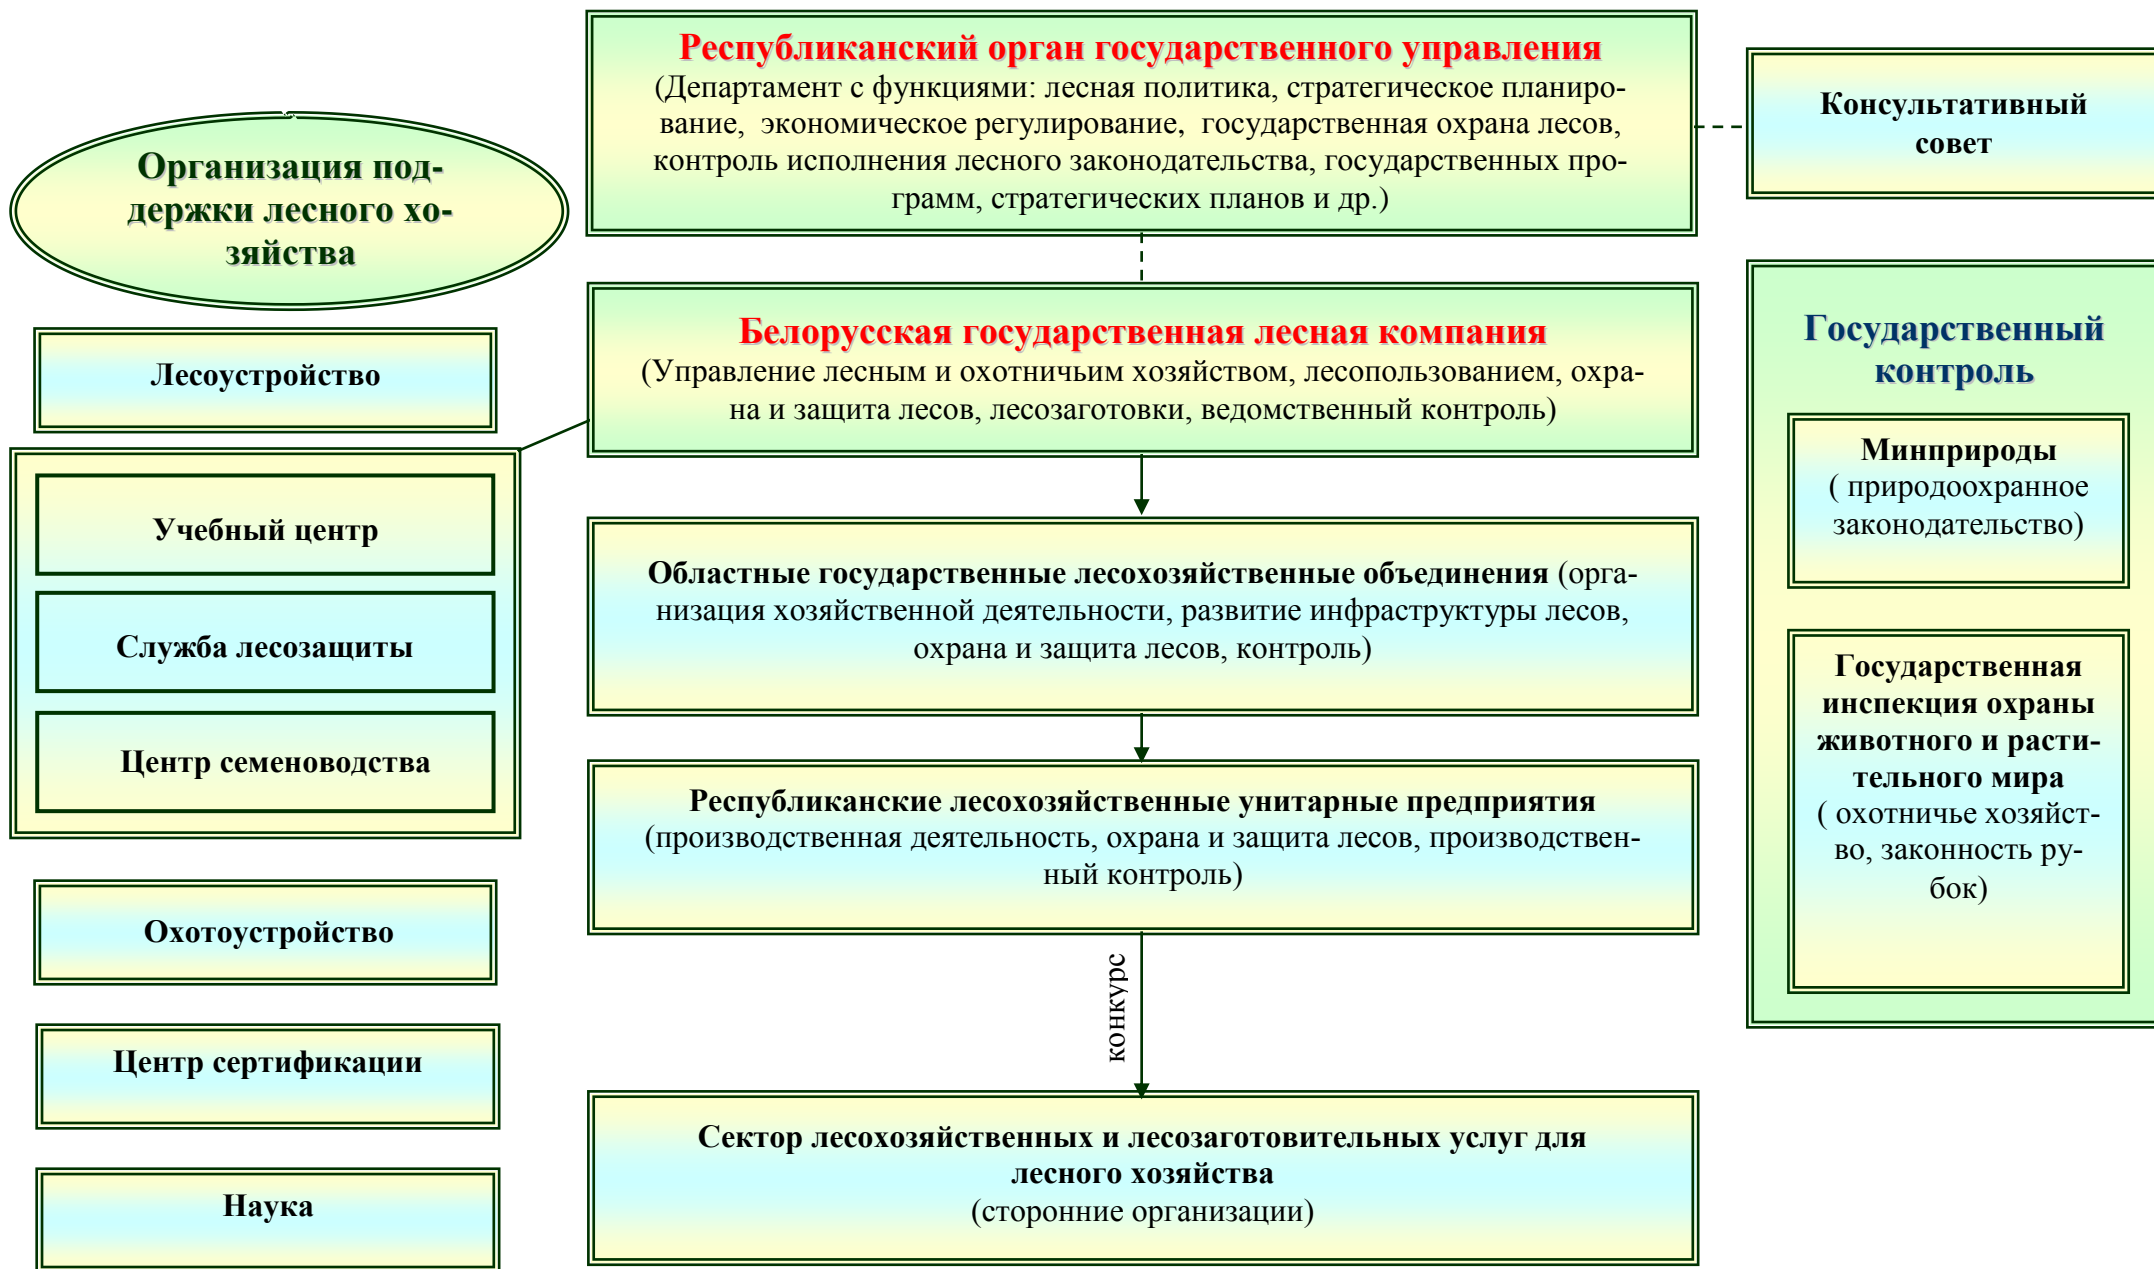 Организация под-
держки лесного хо-
зяйства
Лесоустройство
Учебный центр
Служба лесозащиты
Центр семеноводства
Охотоустройство
Центр сертификации
Наука
Республиканский орган государственного управления
(Департамент с функциями: лесная политика, стратегическое планиро-
вание, экономическое регулирование, государственная охрана лесов,
контроль исполнения лесного законодательства, государственных про-
грамм, стратегических планов и др.)
Белорусская государственная лесная компания
(Управление лесным и охотничьим хозяйством, лесопользованием, охра-
на и защита лесов, лесозаготовки, ведомственный контроль)
Областные государственные лесохозяйственные объединения (орга-
низация хозяйственной деятельности, развитие инфраструктуры лесов,
охрана и защита лесов, контроль)
Республиканские лесохозяйственные унитарные предприятия
(производственная деятельность, охрана и защита лесов, производствен-
ный контроль)
конкурс
Сектор лесохозяйственных и лесозаготовительных услуг для
лесного хозяйства
(сторонние организации)
Консультативный
совет
Государственный
контроль
Минприроды
( природоохранное
законодательство)
Государственная
инспекция охраны
животного и расти-
тельного мира
( охотничье хозяйст-
во, законность ру-
бок)